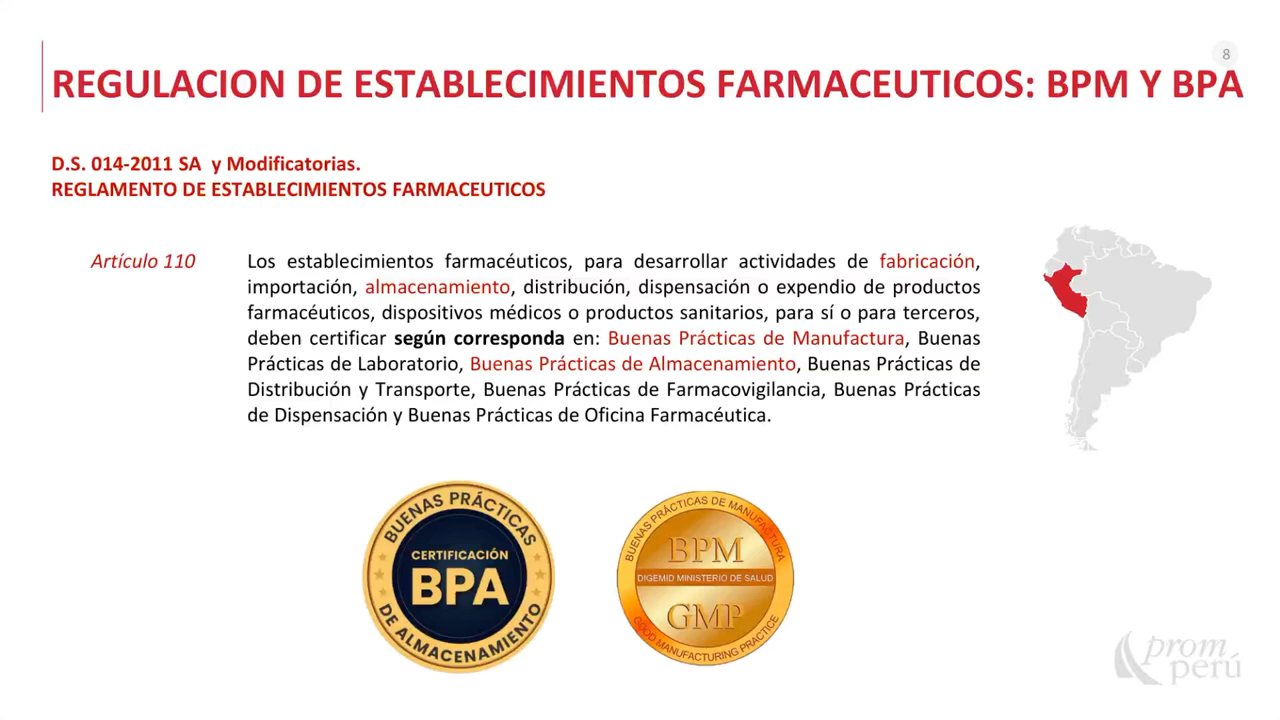 8
REGULACION DE ESTABLECIMIENTOS FARMACEUTICOS: BPM Y BPA
D.S. 014-2011 SA y Modificatorias.
REGLAMENTO DE ESTABLECIMIENTOS FARMACEUTICOS
Artículo 110
Los establecimientos farmacéuticos, para desarrollar actividades de fabricación,
importación, almacenamiento, distribución, dispensación o expendio de productos
farmacéuticos, dispositivos médicos o productos sanitarios, para sí o para terceros,
deben certificar según corresponda en: Buenas Prácticas de Manufactura, Buenas
Prácticas de Laboratorio, Buenas Prácticas de Almacenamiento, Buenas Prácticas de
Distribución y Transporte, Buenas Prácticas de Farmacovigilancia, Buenas Prácticas
de Dispensación y Buenas Prácticas de Oficina Farmacéutica.
BUENAS PRÁCTICAS
CERTIFICACIÓN
BPA
DE ALMACENAMIENTO
BUENAS PRÁCTICAS DE MANUFACTURA
BPM
DIGEMID MINISTERIO DE SALUD
GMP
GOOD MANUFACTURING PRACTICE
prom
perú